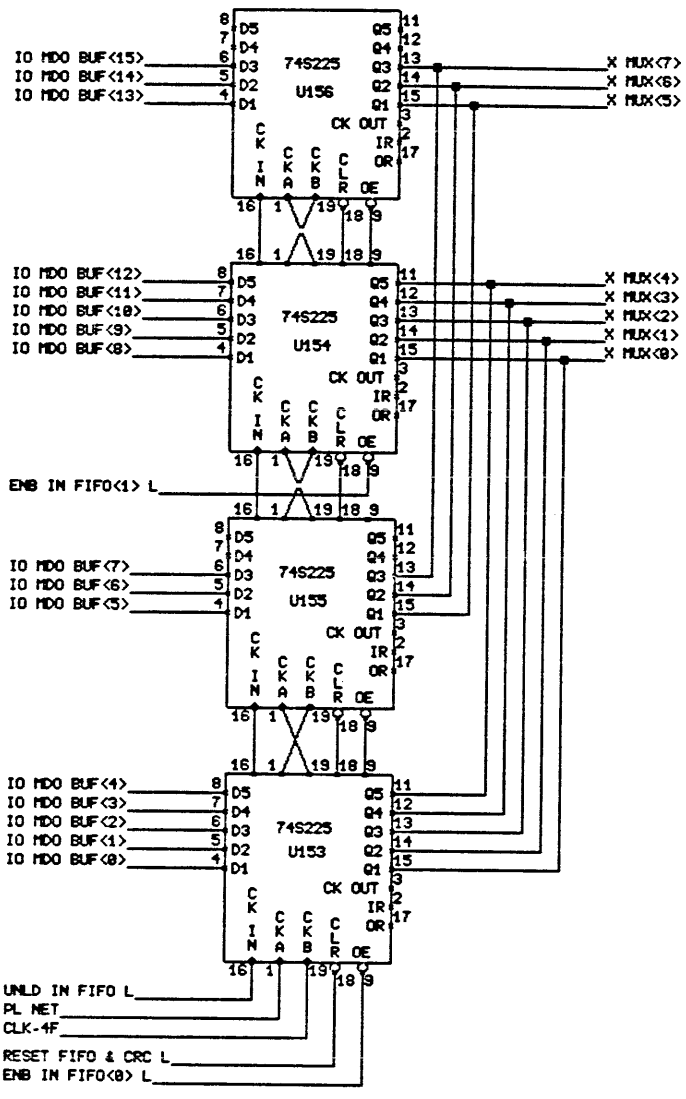 8 D5 Q5 11
7 D4 Q4 12
IO MDO BUF<15> 6 D3 74S225 Q3 13 X MUX<7>
IO MDO BUF<14> 5 D2 Q2 14 X MUX<6>
IO MDO BUF<13> 4 D1 U156 Q1 15 X MUX<5>
CK OUT 3
IR 2
OR 17
CK IN CKA CKB CLR OE
16 1 19 18 9
16 1 19 18 9
IO MDO BUF<12> 8 D5 Q5 11 X MUX<4>
IO MDO BUF<11> 7 D4 Q4 12 X MUX<3>
IO MDO BUF<10> 6 D3 74S225 Q3 13 X MUX<2>
IO MDO BUF<9> 5 D2 U154 Q2 14 X MUX<1>
IO MDO BUF<8> 4 D1 Q1 15 X MUX<0>
CK OUT 3
IR 2
OR 17
CK IN CKA CKB CLR OE
16 1 19 18 9
ENB IN FIFO<1> L
16 1 19 18 9
8 D5 Q5 11
7 D4 Q4 12
IO MDO BUF<7> 6 D3 74S225 Q3 13
IO MDO BUF<6> 5 D2 U155 Q2 14
IO MDO BUF<5> 4 D1 Q1 15
CK OUT 3
IR 2
OR 17
CK IN CKA CKB CLR OE
16 1 19 18 9
16 1 19 18 9
IO MDO BUF<4> 8 D5 Q5 11
IO MDO BUF<3> 7 D4 Q4 12
IO MDO BUF<2> 6 D3 74S225 Q3 13
IO MDO BUF<1> 5 D2 U153 Q2 14
IO MDO BUF<0> 4 D1 Q1 15
CK OUT 3
IR 2
OR 17
CK IN CKA CKB CLR OE
16 1 19 18 9
UNLD IN FIFO L
PL NET
CLK-4F
RESET FIFO & CRC L
ENB IN FIFO<0> L